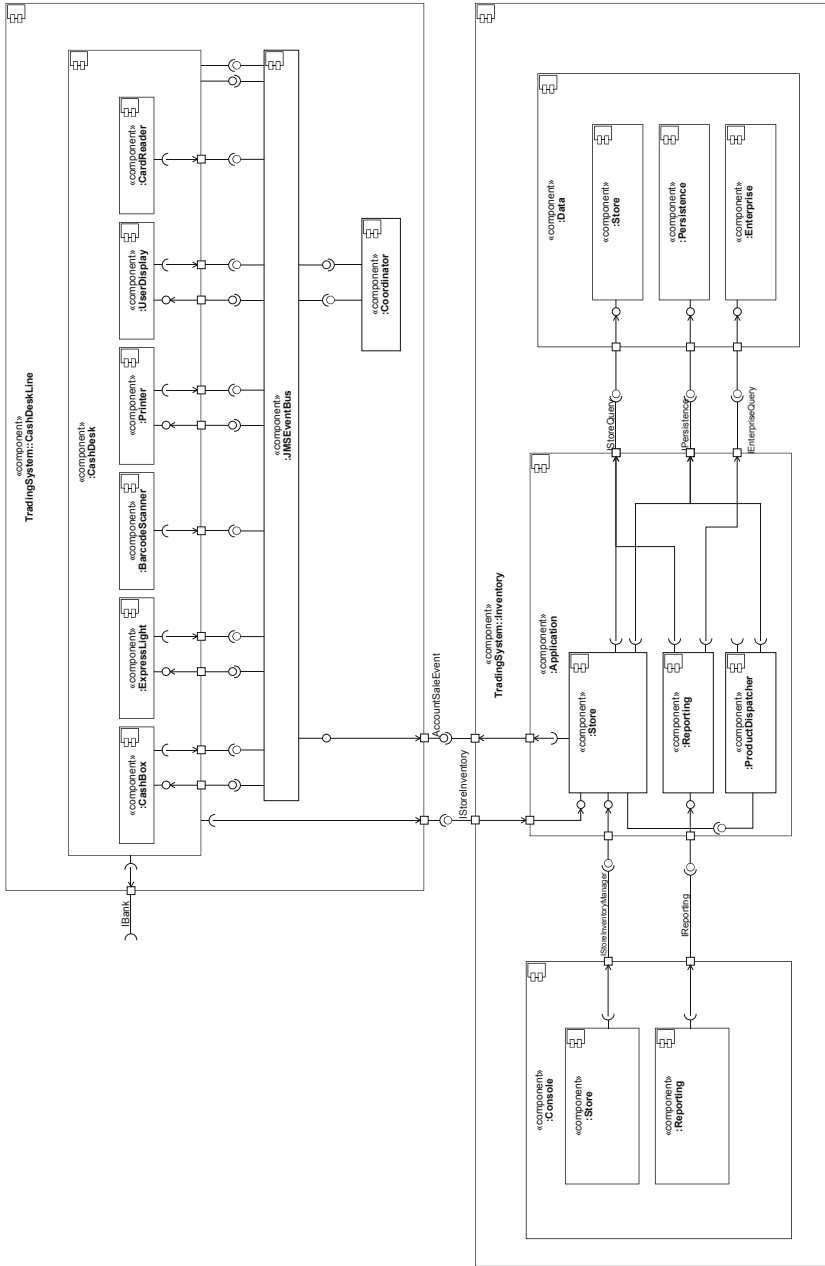 «component»
TradingSystem::CashDeskLine
«component»
:CashDesk
«component»
:CashBox
«component»
:ExpressLight
«component»
:BarcodeScanner
«component»
:Printer
«component»
:UserDisplay
«component»
:CardReader
«component»
:JMSEventBus
«component»
:Coordinator
IBank
IStoreInventory
IAccountSaleEvent
«component»
TradingSystem::Inventory
«component»
:Console
«component»
:Store
«component»
:Reporting
IStoreInventoryManager
IReporting
«component»
:Application
«component»
:Store
«component»
:Reporting
«component»
:ProductDispatcher
IStoreQuery
IPersistence
IEnterpriseQuery
«component»
:Data
«component»
:Store
«component»
:Persistence
«component»
:Enterprise